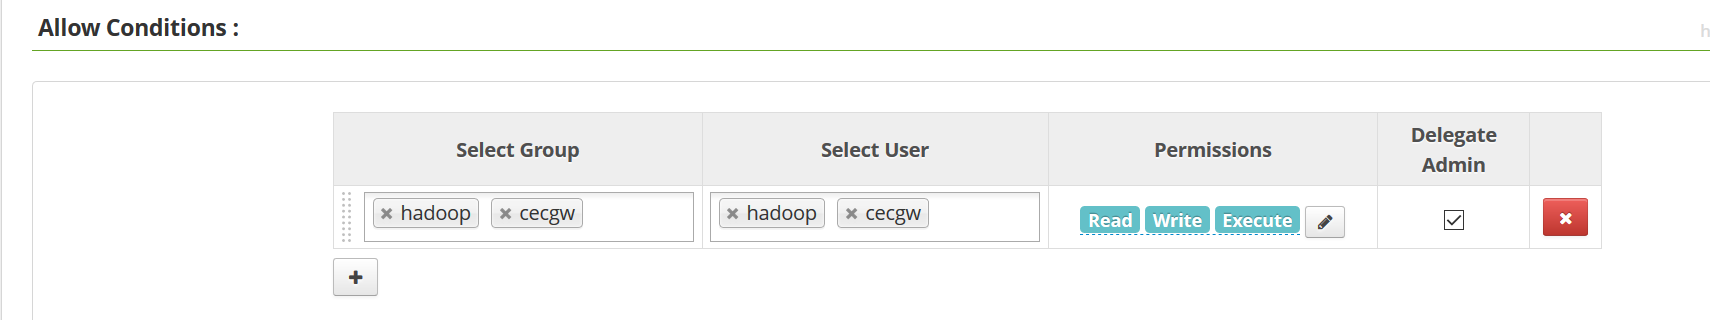 Allow Conditions :
h
Select Group Select User Permissions Delegate Admin
hadoop cecgw hadoop cecgw Read Write Execute